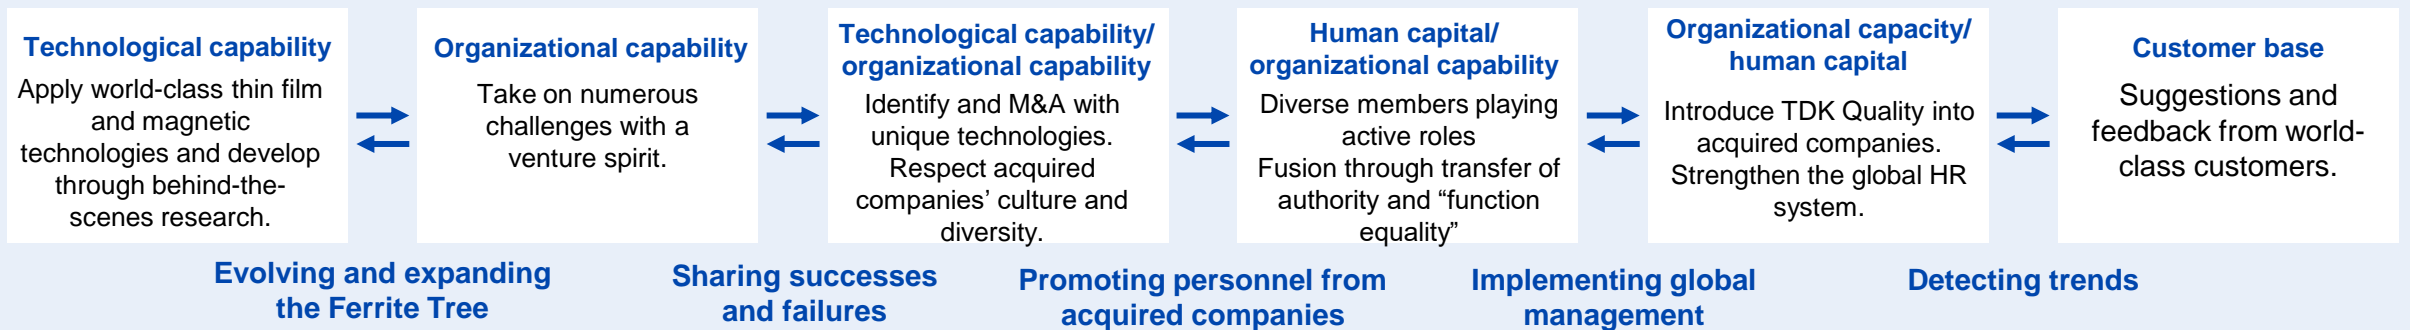 Technological capability
Apply world-class thin film
and magnetic
technologies and develop
through behind-the-
scenes research.
Organizational capability
Take on numerous
challenges with a
venture spirit.
Technological capability/
organizational capability
Identify and M&A with
unique technologies.
Respect acquired
companies’ culture and
diversity.
Human capital/
organizational capability
Diverse members playing
active roles
Fusion through transfer of
authority and “function
equality”
Organizational capacity/
human capital
Introduce TDK Quality into
acquired companies.
Strengthen the global HR
system.
Customer base
Suggestions and
feedback from world-
class customers.
Evolving and expanding
the Ferrite Tree
Sharing successes
and failures
Promoting personnel from
acquired companies
Implementing global
management
Detecting trends